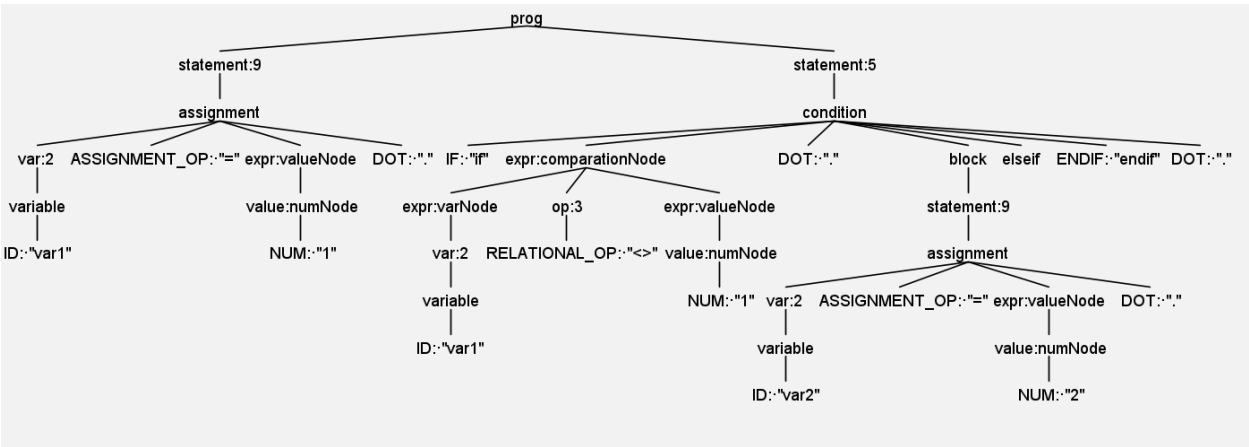 prog
statement:9 statement:5
assignment condition
var:2 ASSIGNMENT_OP:·"=" expr:valueNode DOT:·"." IF:·"if" expr:comparationNode DOT:·"." block elseif ENDIF:·"endif" DOT:·"."
variable value:numNode expr:varNode op:3 expr:valueNode statement:9
ID:·"var1" NUM:·"1" var:2 RELATIONAL_OP:·"<>" value:numNode assignment
variable NUM:·"1" var:2 ASSIGNMENT_OP:·"=" expr:valueNode DOT:·"."
ID:·"var1" variable value:numNode
ID:·"var2" NUM:·"2"